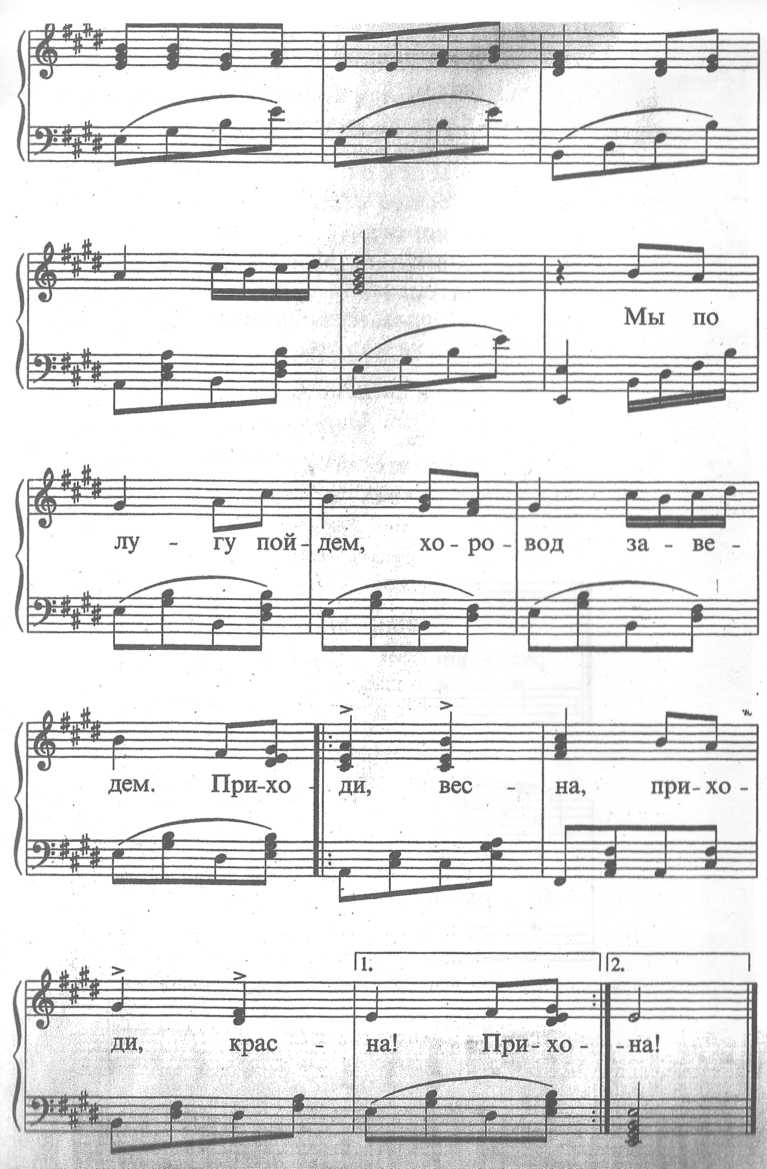 Мы по
лу - гу пой - дем, хо - ро - вод за - ве -
дем. При-хо - ди, вес - на, при-хо -
1. 2.
ди, крас - на! При-хо - -на!